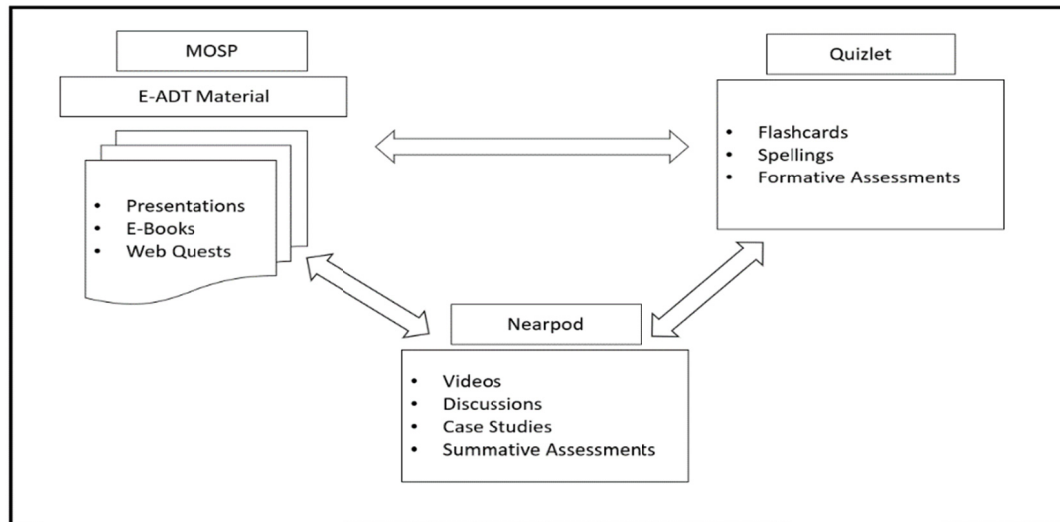 MOSP
E-ADT Material
• Presentations
• E-Books
• Web Quests
Quizlet
• Flashcards
• Spellings
• Formative Assessments
Nearpod
• Videos
• Discussions
• Case Studies
• Summative Assessments